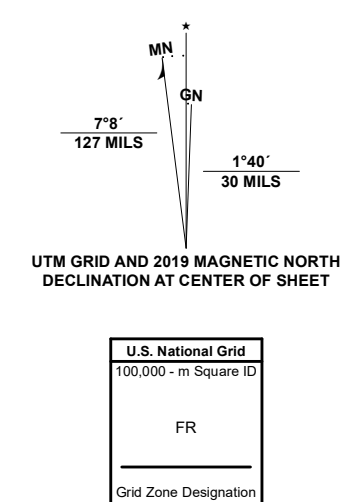 MN
GN
7°8´
127 MILS
1°40´
30 MILS
UTM GRID AND 2019 MAGNETIC NORTH
DECLINATION AT CENTER OF SHEET
U.S. National Grid
100,000 - m Square ID
FR
Grid Zone Designation